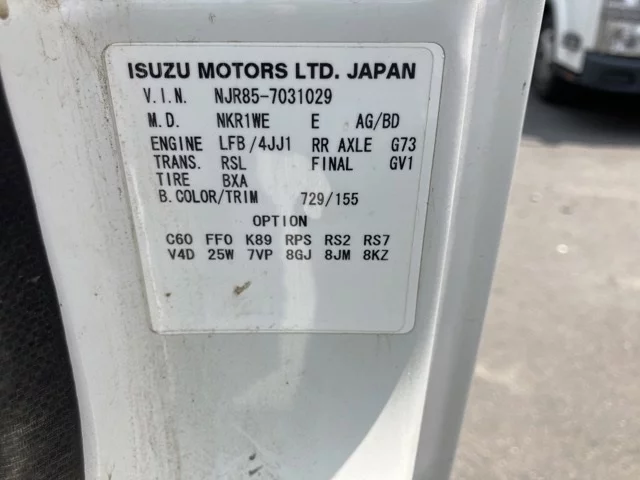 ISUZU MOTORS LTD. JAPAN
V.I.N. NJR85-7031029
M.D. NKR1WE E AG/BD
ENGINE LFB/4JJ1 RR AXLE G73
TRANS. RSL FINAL GV1
TIRE BXA
B.COLOR/TRIM 729/155
OPTION
C60 FF0 K89 RPS RS2 RS7
V4D 25W 7VP 8GJ 8JM 8KZ